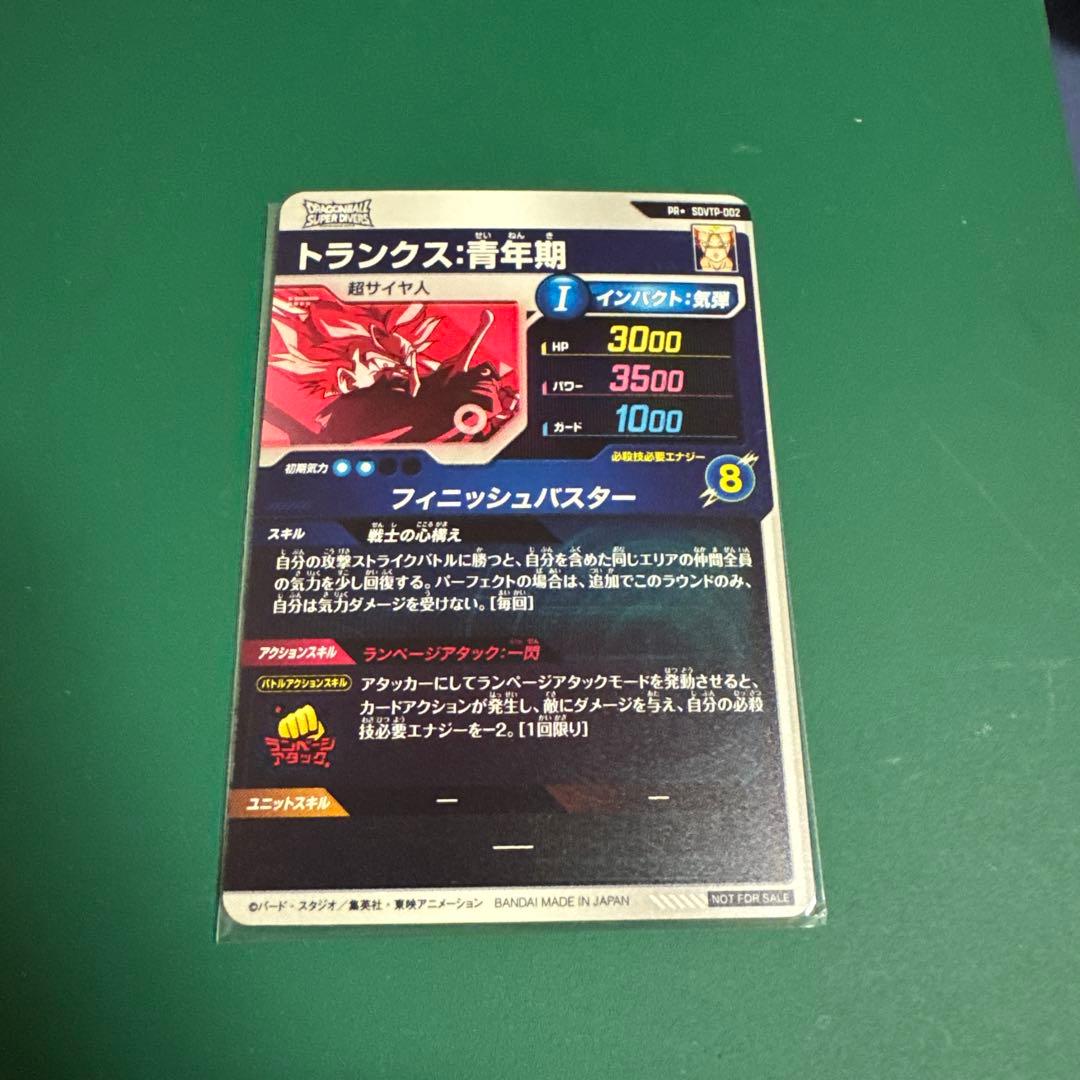 DRAGONBALL
SUPER DIVERS
PR★ SDVTP-002
トランクス:青年期
せい ねん き
超サイヤ人
I インパクト:気弾
HP 3000
パワー 3500
ガード 1000
初期気力
必殺技必要エナジー
8
フィニッシュバスター
スキル 戦士の心構え
自分の攻撃ストライクバトルに勝つと、自分を含めた同じエリアの仲間全員
の気力を少し回復する。パーフェクトの場合は、追加でこのラウンドのみ、
自分は気力ダメージを受けない。[毎回]
アクションスキル ランページアタック:一閃
バトルアクションスキル
ランページ
アタック
アタッカーにしてランページアタックモードを発動させると、
カードアクションが発生し、敵にダメージを与え、自分の必殺
技必要エナジーを−2。[1回限り]
ユニットスキル ー ー
ー
©バード・スタジオ/集英社・東映アニメーション BANDAI MADE IN JAPAN
NOT FOR SALE